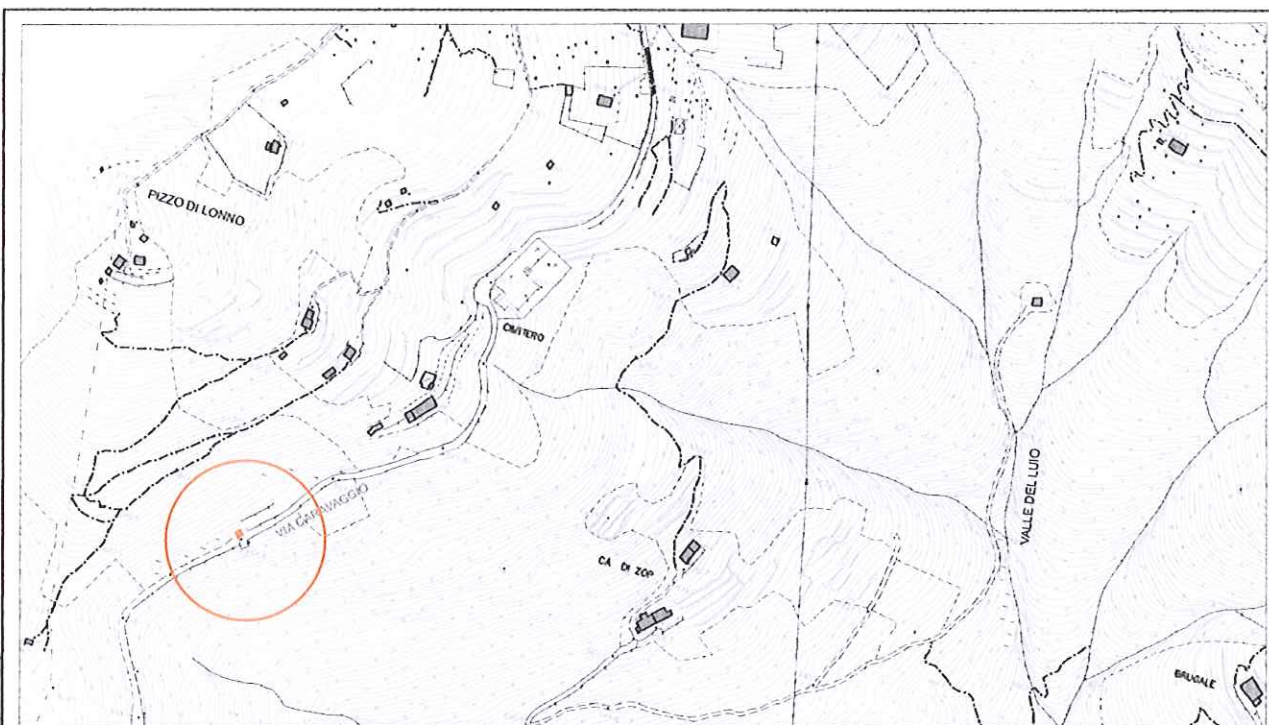 PIZZO DI LONNO
CIMITERO
VIA CARAVAGGIO
VALLE DEL LUIO
CA DI ZOP
BRUGALE